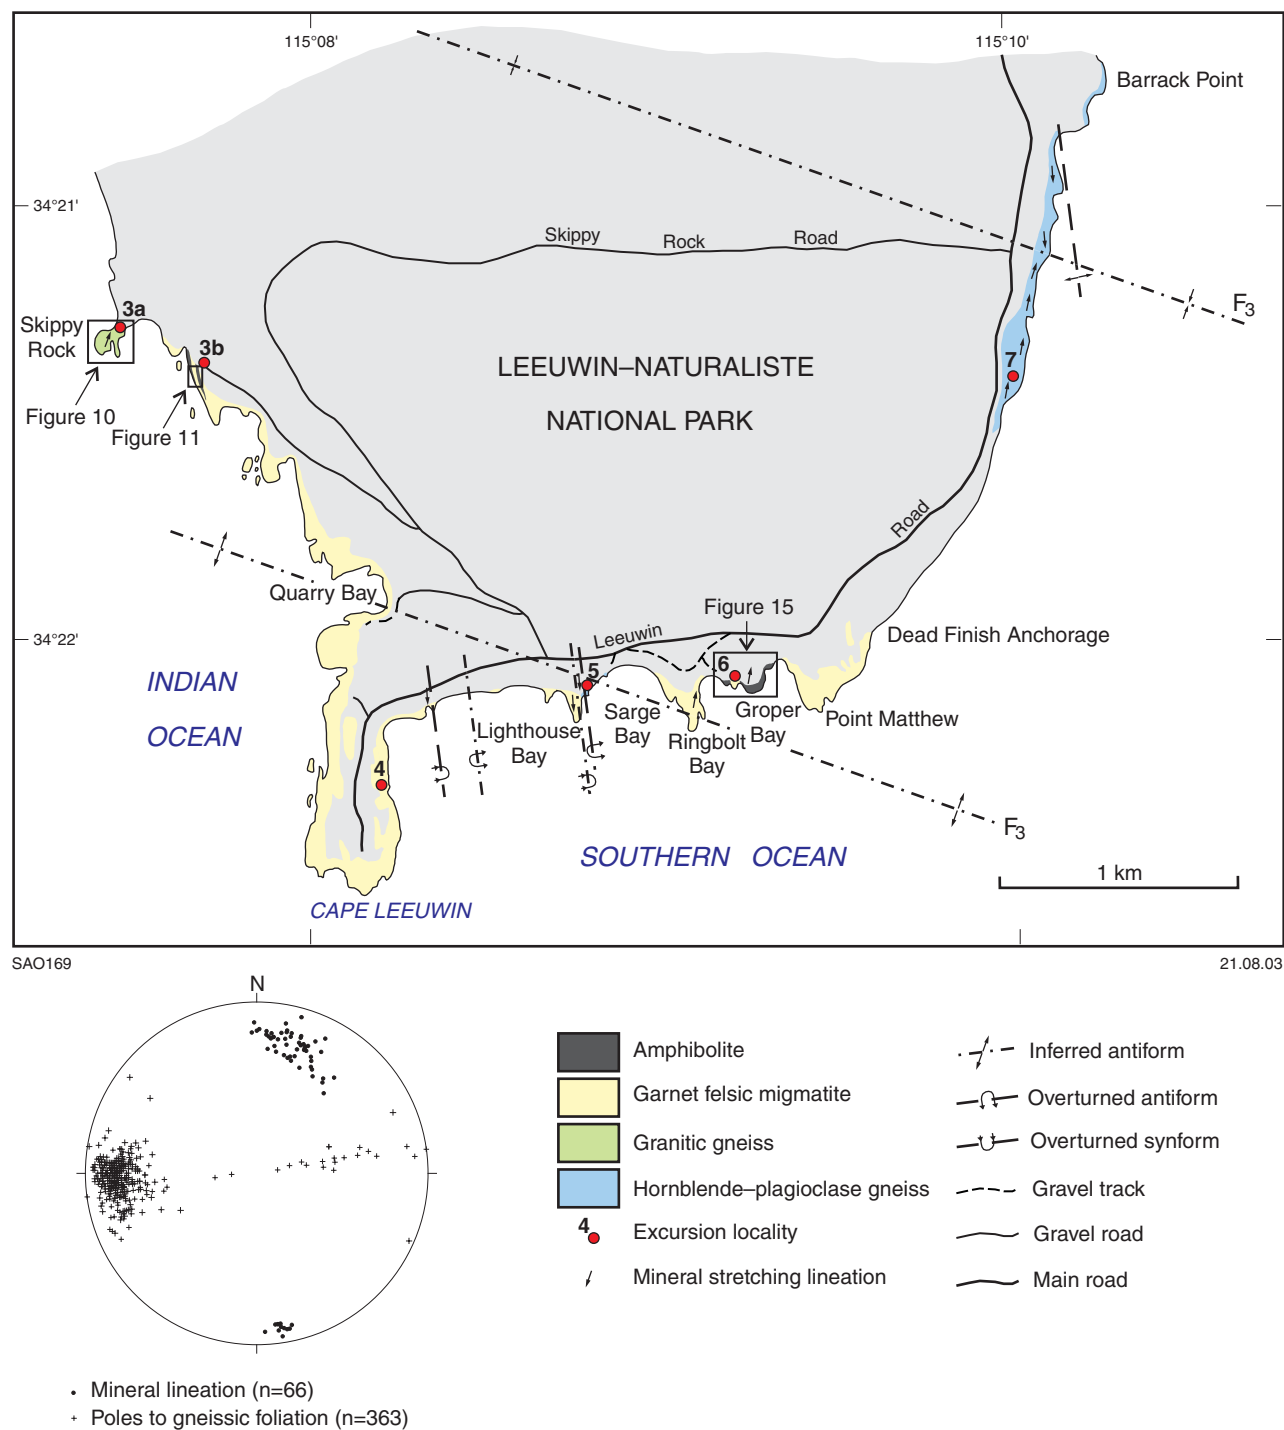 115°08'
115°10'
Barrack Point
34°21'
Skippy Rock Road
F3
3a
Skippy
Rock
3b
LEEUWIN–NATURALISTE
NATIONAL PARK
7
Figure 10
Figure 11
Road
Quarry Bay
Figure 15
34°22'
Leeuwin
Dead Finish Anchorage
INDIAN
OCEAN
5
6
Sarge
Bay
Groper
Bay
Point Matthew
Lighthouse
Bay
Ringbolt
Bay
4
F3
SOUTHERN OCEAN
1 km
CAPE LEEUWIN
SAO169
21.08.03
N
Mineral lineation (n=66)
Poles to gneissic foliation (n=363)
Amphibolite
Garnet felsic migmatite
Granitic gneiss
Hornblende–plagioclase gneiss
4
Excursion locality
Mineral stretching lineation
Inferred antiform
Overturned antiform
Overturned synform
Gravel track
Gravel road
Main road